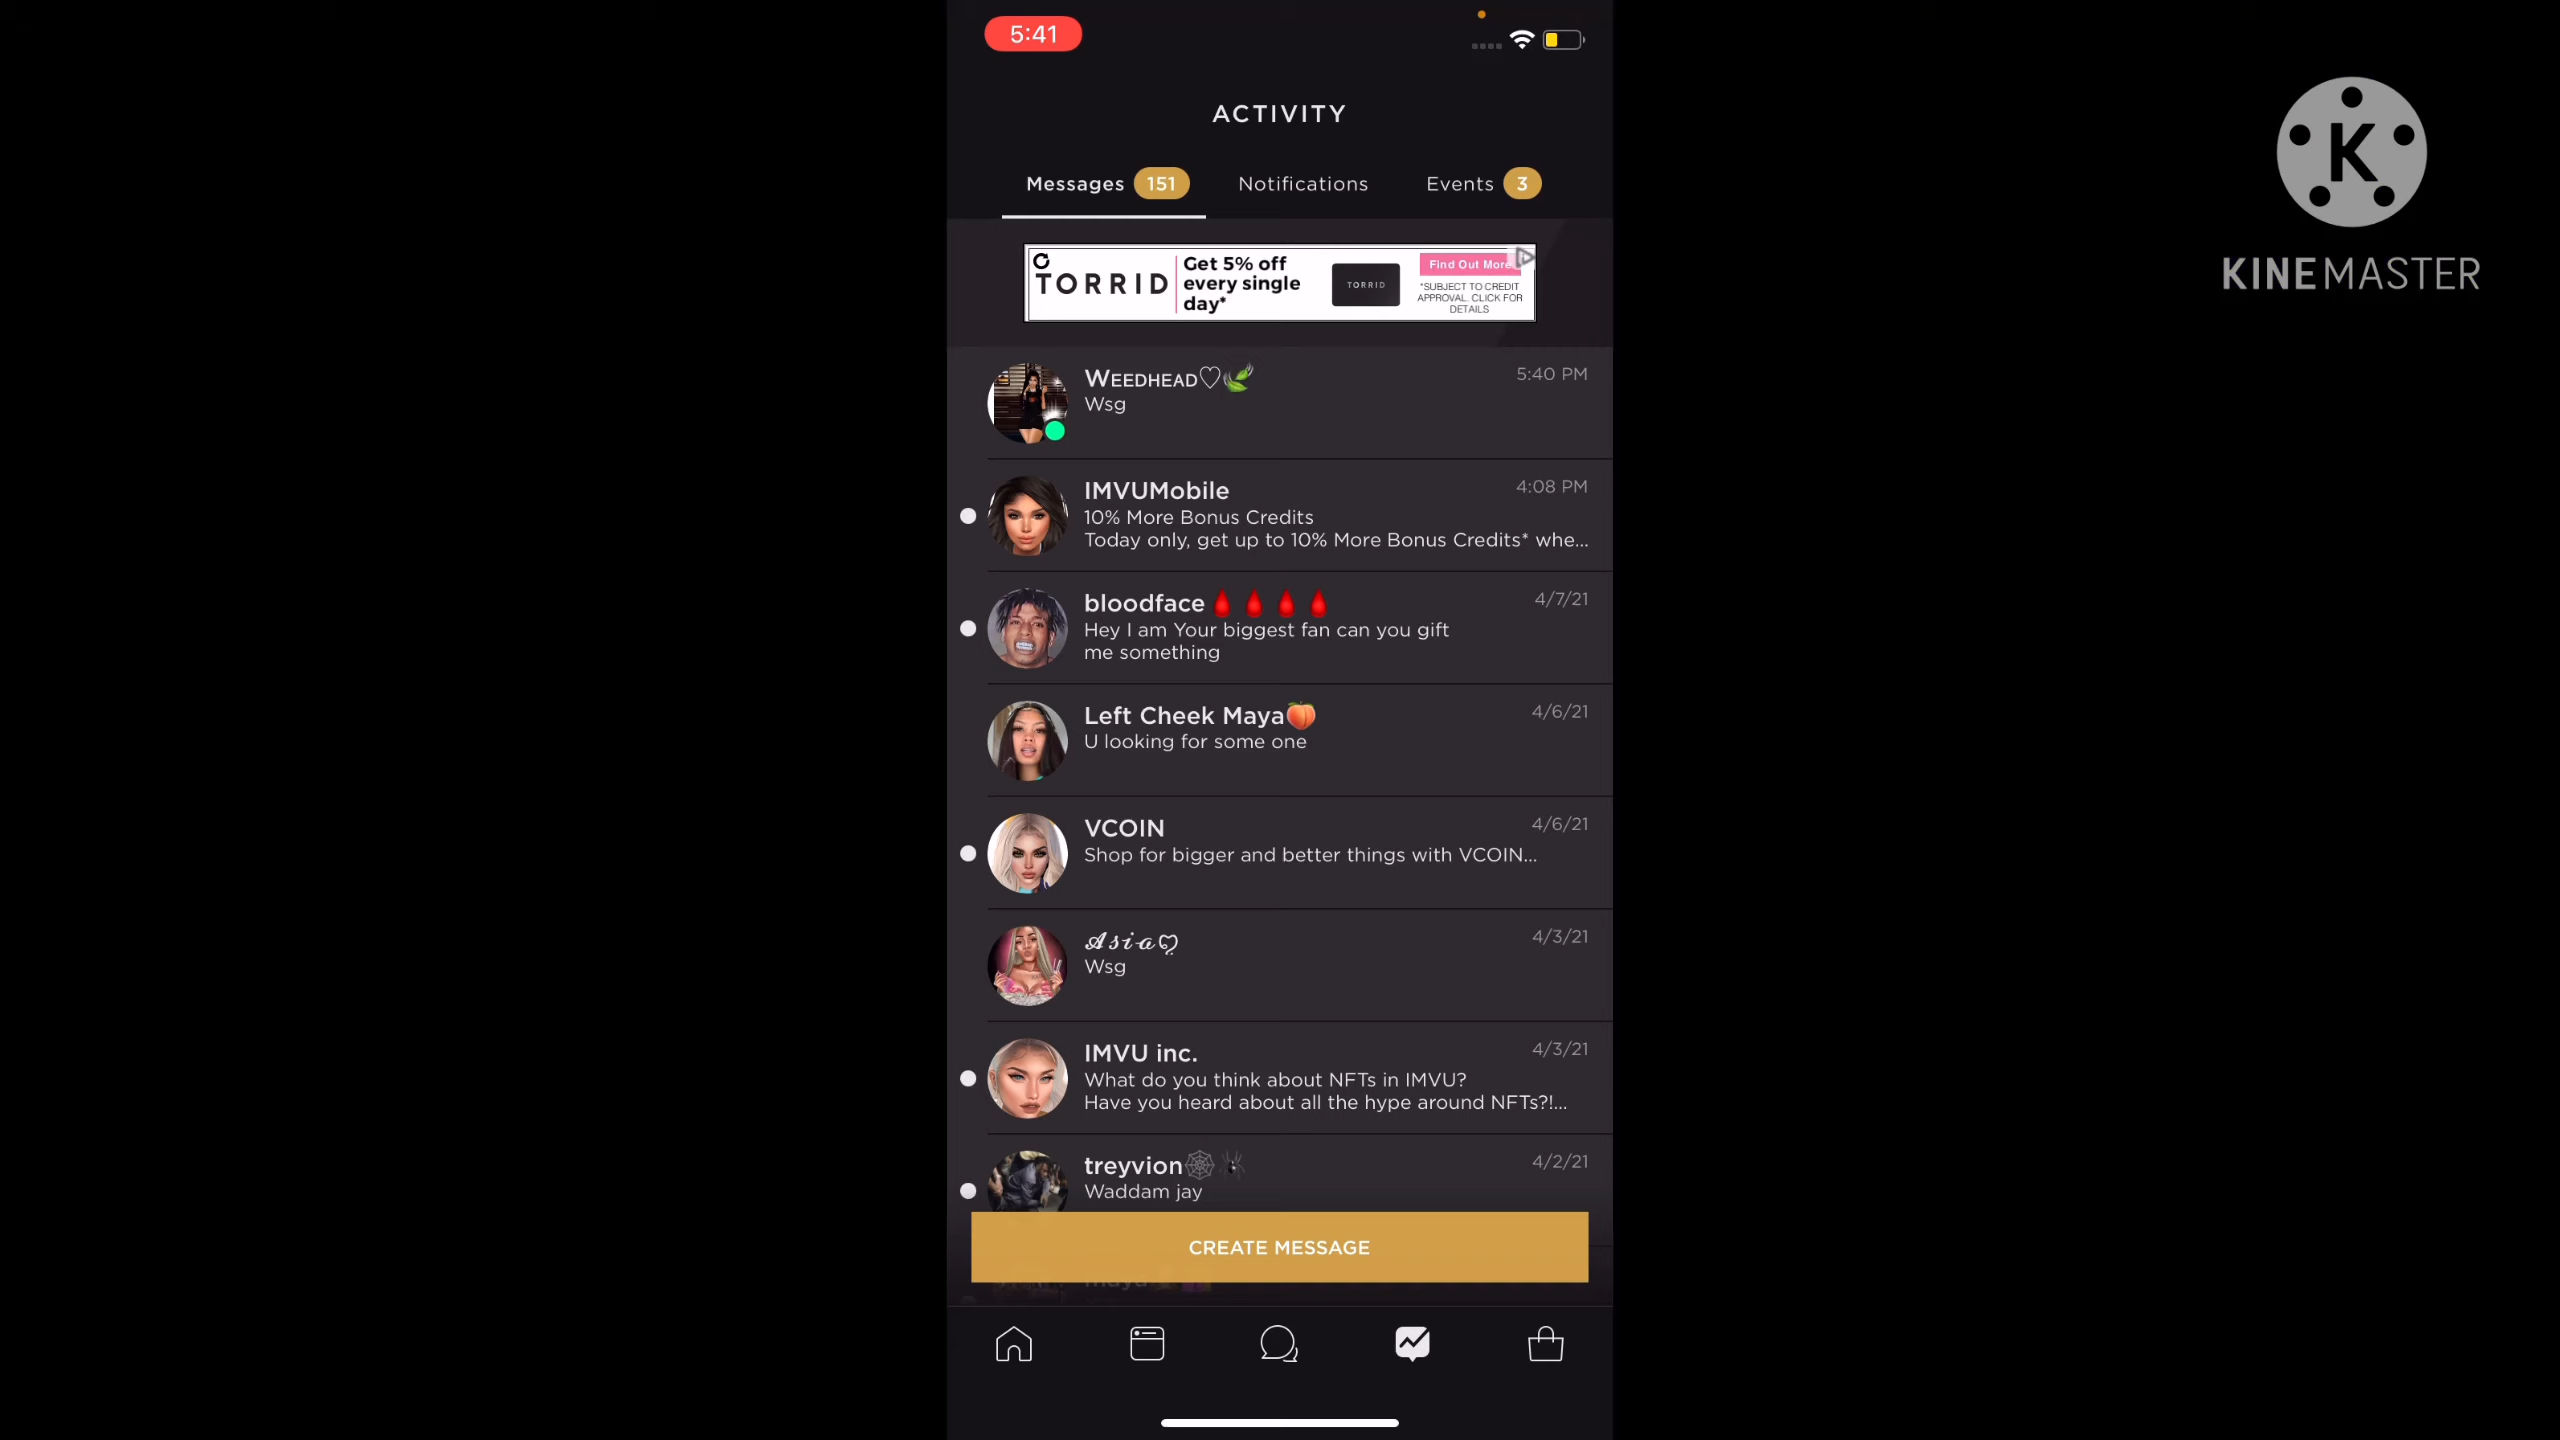 5:41
KINEMASTER
ACTIVITY
Messages 151 Notifications Events 3
TORRID
Get 5% off
every single
day*
TORRID
Find Out More
*SUBJECT TO CREDIT
APPROVAL. CLICK FOR
DETAILS
Weedhead♡🌿 5:40 PM
Wsg
IMVUMobile 4:08 PM
10% More Bonus Credits
Today only, get up to 10% More Bonus Credits* whe...
bloodface🩸🩸🩸🩸 4/7/21
Hey I am Your biggest fan can you gift
me something
Left Cheek Maya🍑 4/6/21
U looking for some one
VCOIN 4/6/21
Shop for bigger and better things with VCOIN...
𝓐𝓼𝓲𝓪ღ 4/3/21
Wsg
IMVU inc. 4/3/21
What do you think about NFTs in IMVU?
Have you heard about all the hype around NFTs?!...
treyvion🕸🕷 4/2/21
Waddam jay
CREATE MESSAGE